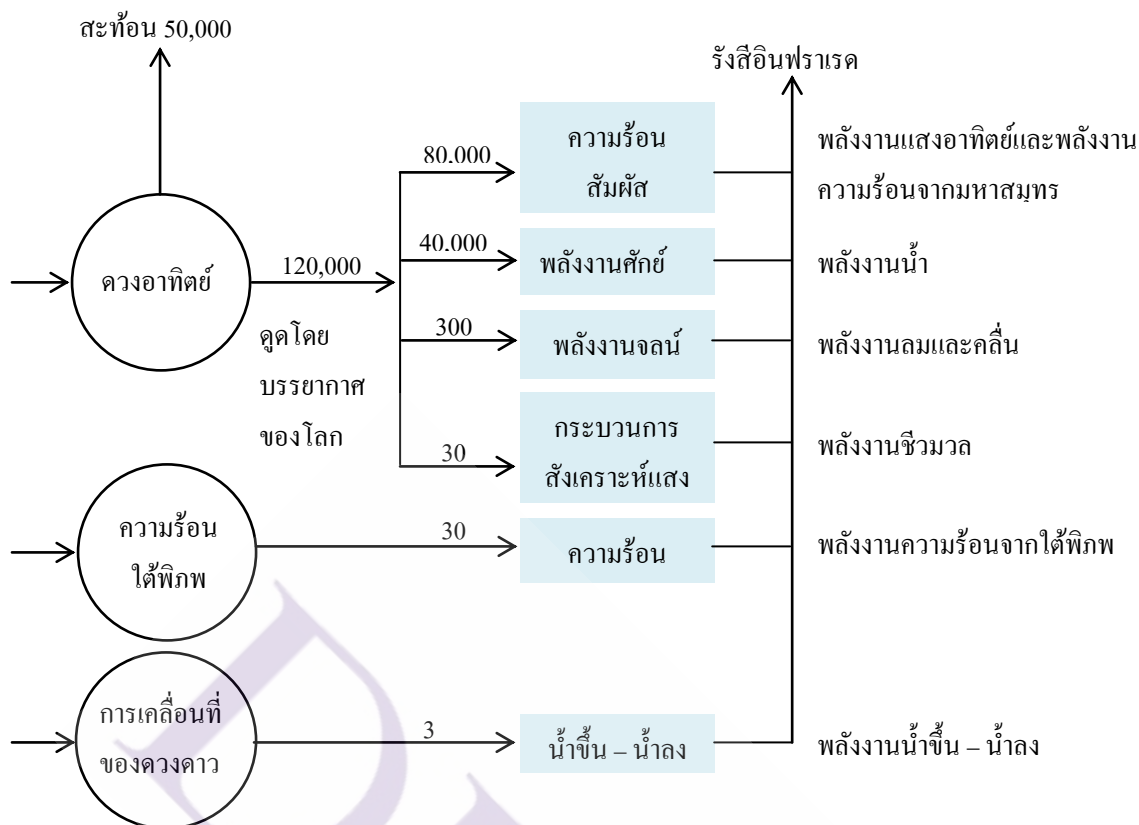 สะท้อน 50,000
รังสีอินฟราเรด
ดวงอาทิตย์
120,000
ดูดโดย
บรรยากาศ
ของโลก
80,000
ความร้อน
สัมผัส
พลังงานแสงอาทิตย์และพลังงาน
ความร้อนจากมหาสมุทร
40,000
พลังงานศักย์
พลังงานน้ำ
300
พลังงานจลน์
พลังงานลมและคลื่น
30
กระบวนการ
สังเคราะห์แสง
พลังงานชีวมวล
ความร้อน
ใต้พิภพ
30
ความร้อน
พลังงานความร้อนจากใต้พิภพ
การเคลื่อนที่
ของดวงดาว
3
น้ำขึ้น – น้ำลง
พลังงานน้ำขึ้น – น้ำลง